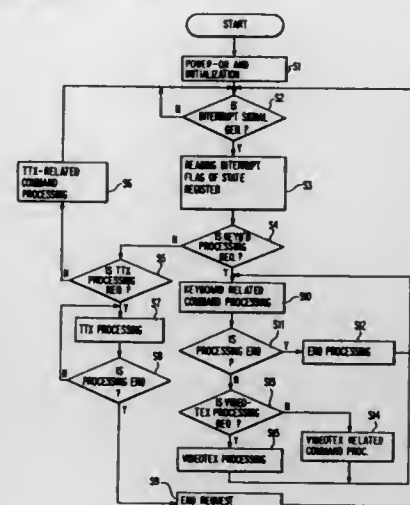 START
POWER-ON AND
INITIALIZATION
S1
IS
INTERRUPT SIGNAL
GEN. ?
S2
N
Y
READING INTERRUPT
FLAG OF STATE
REGISTER
S3
TTX-RELATED
COMMAND
PROCESSING
S6
IS KEYB'D
PROCESSING
REQ. ?
S4
N
Y
IS TTX
PROCESSING
REQ. ?
S5
N
Y
KEYBOARD RELATED
COMMAND PROCESSING
S10
TTX PROCESSING
S7
IS
PROCESSING END
?
S11
Y
N
END PROCESSING
S12
IS
PROCESSING END
?
S8
N
Y
IS VIDEO-
TEX PROCESSING
REQ. ?
S13
N
Y
VIDEOTEX RELATED
COMMAND PROC.
S14
VIDEOTEX PROCESSING
S15
END REQUEST
S9